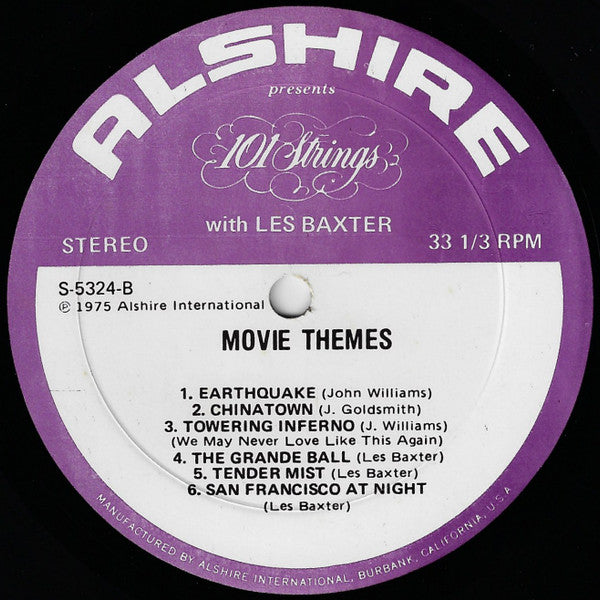 ALSHIRE
presents
101 Strings
with LES BAXTER
STEREO
33 1/3 RPM
S-5324-B
℗ 1975 Alshire International
MOVIE THEMES
1. EARTHQUAKE (John Williams)
2. CHINATOWN (J. Goldsmith)
3. TOWERING INFERNO (J. Williams)
(We May Never Love Like This Again)
4. THE GRANDE BALL (Les Baxter)
5. TENDER MIST (Les Baxter)
6. SAN FRANCISCO AT NIGHT
(Les Baxter)
MANUFACTURED BY ALSHIRE INTERNATIONAL, BURBANK, CALIFORNIA, U.S.A